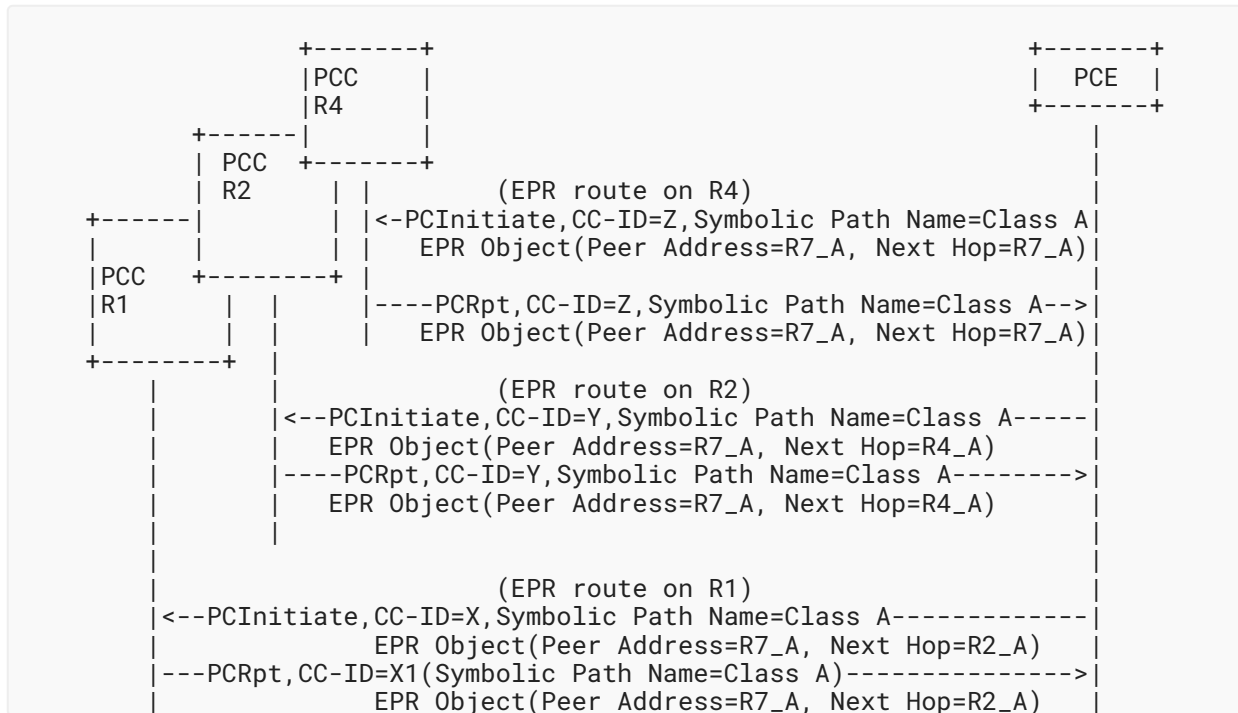 +-------+ +-------+
|PCC | | PCE |
|R4 | +-------+
+------| | |
| PCC +-------+ |
| R2 | | (EPR route on R4) |
+------| | |<-PCInitiate,CC-ID=Z,Symbolic Path Name=Class A|
| | | | EPR Object(Peer Address=R7_A, Next Hop=R7_A)|
|PCC +--------+ | |
|R1 | | |----PCRpt,CC-ID=Z,Symbolic Path Name=Class A-->|
| | | | EPR Object(Peer Address=R7_A, Next Hop=R7_A)|
+--------+ | |
| | (EPR route on R2) |
| |<--PCInitiate,CC-ID=Y,Symbolic Path Name=Class A-----|
| | EPR Object(Peer Address=R7_A, Next Hop=R4_A) |
| |----PCRpt,CC-ID=Y,Symbolic Path Name=Class A-------->|
| | EPR Object(Peer Address=R7_A, Next Hop=R4_A) |
| | |
| |
| (EPR route on R1) |
|<--PCInitiate,CC-ID=X,Symbolic Path Name=Class A-------------|
| EPR Object(Peer Address=R7_A, Next Hop=R2_A) |
|---PCRpt,CC-ID=X1(Symbolic Path Name=Class A)--------------->|
| EPR Object(Peer Address=R7_A, Next Hop=R2_A) |